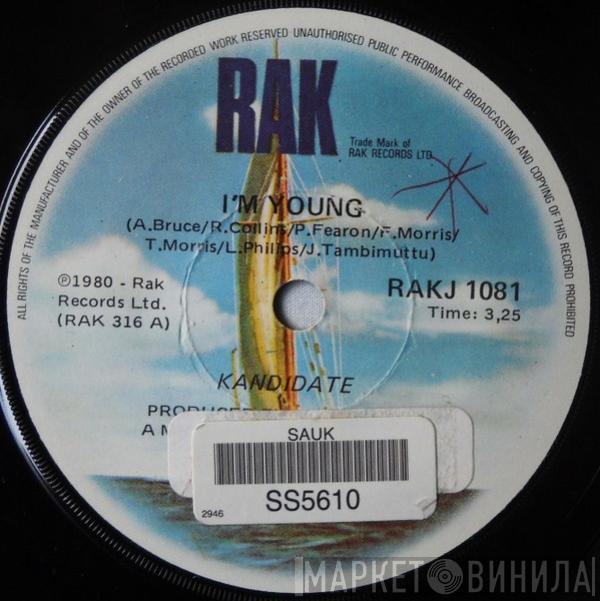 ALL RIGHTS OF THE MANUFACTURER AND OF THE OWNER OF THE RECORDED WORK RESERVED UNAUTHORISED PUBLIC PERFORMANCE BROADCASTING AND COPYING OF THIS RECORD PROHIBITED
RAK
Trade Mark of
RAK RECORDS LTD
I'M YOUNG
(A.Bruce/R.Collins/P.Fearon/F.Morris/
T.Morris/L.Philips/J.Tambimuttu)
℗1980 - Rak
Records Ltd.
(RAK 316 A)
RAKJ 1081
Time: 3,25
KANDIDATE
A M
SAUK
SS5610
2946
МАРКЕТ ВИНИЛА